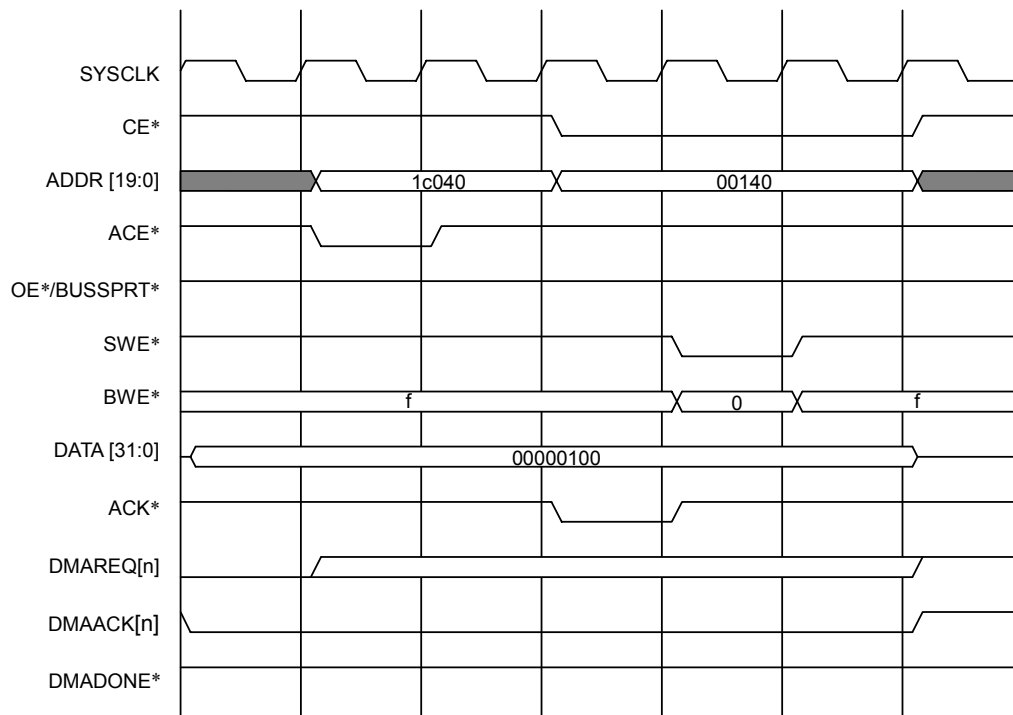 SYSCLK
CE*
ADDR [19:0]
1c040
00140
ACE*
OE*/BUSSPRT*
SWE*
BWE*
f
0
f
DATA [31:0]
00000100
ACK*
DMAREQ[n]
DMAACK[n]
DMADONE*